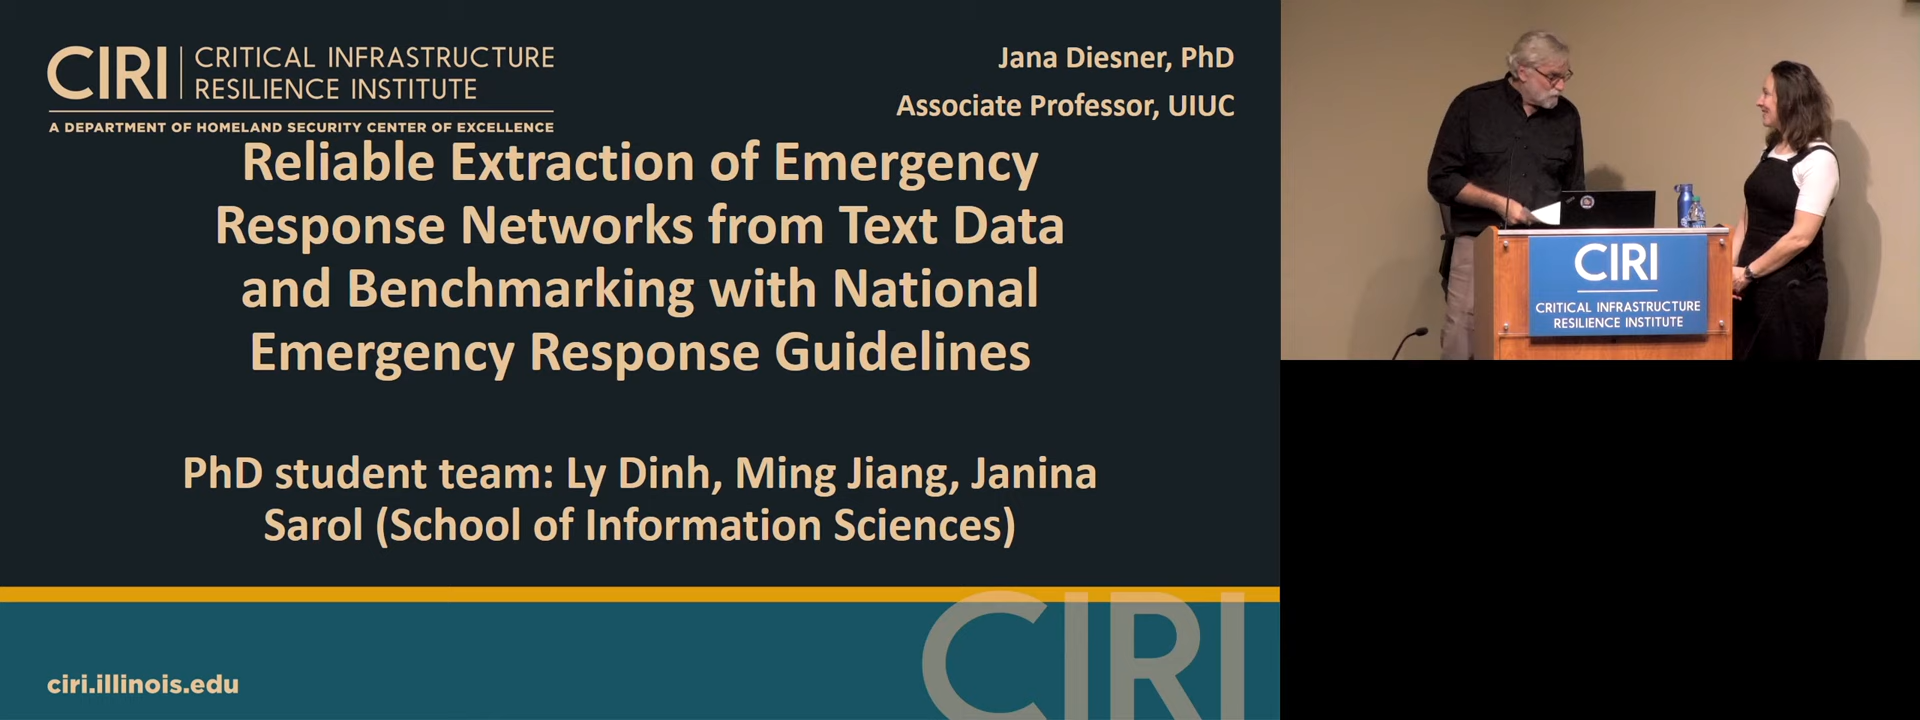 CIRI
CRITICAL INFRASTRUCTURE
RESILIENCE INSTITUTE
A DEPARTMENT OF HOMELAND SECURITY CENTER OF EXCELLENCE
Jana Diesner, PhD
Associate Professor, UIUC
Reliable Extraction of Emergency
Response Networks from Text Data
and Benchmarking with National
Emergency Response Guidelines
PhD student team: Ly Dinh, Ming Jiang, Janina
Sarol (School of Information Sciences)
ciri.illinois.edu
CIRI
CIRI
CRITICAL INFRASTRUCTURE
RESILIENCE INSTITUTE